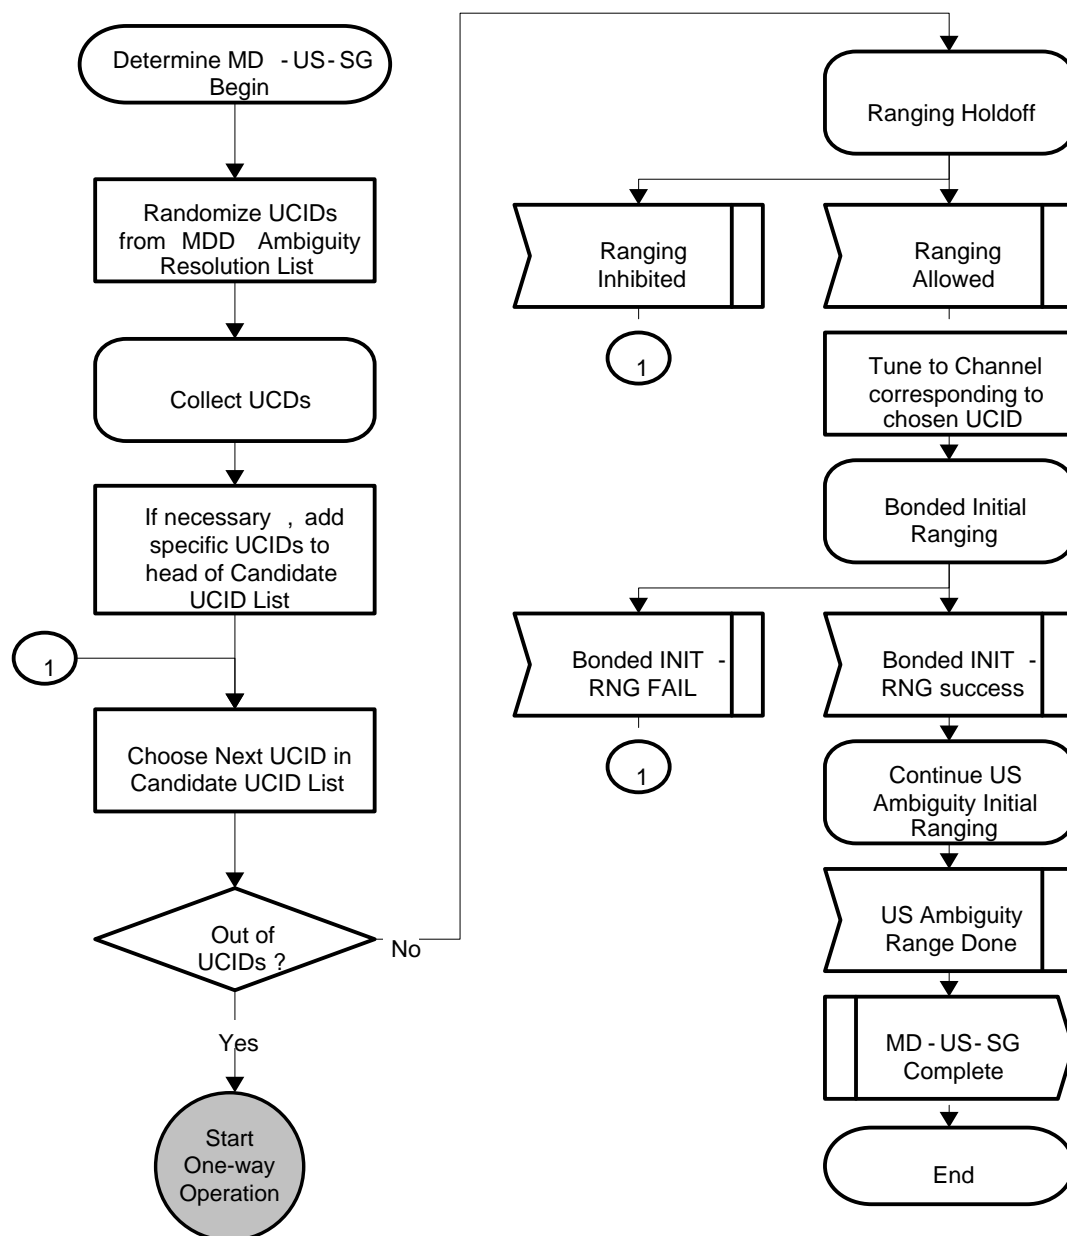 Determine MD - US- SG
Begin
Randomize UCIDs
from MDD Ambiguity
Resolution List
Collect UCDs
If necessary , add
specific UCIDs to
head of Candidate
UCID List
1
Choose Next UCID in
Candidate UCID List
Out of
UCIDs ?
No
Yes
Start
One-way
Operation
Ranging Holdoff
Ranging
Inhibited
Ranging
Allowed
1
Tune to Channel
corresponding to
chosen UCID
Bonded Initial
Ranging
Bonded INIT -
RNG FAIL
Bonded INIT -
RNG success
1
Continue US
Ambiguity Initial
Ranging
US Ambiguity
Range Done
MD - US- SG
Complete
End